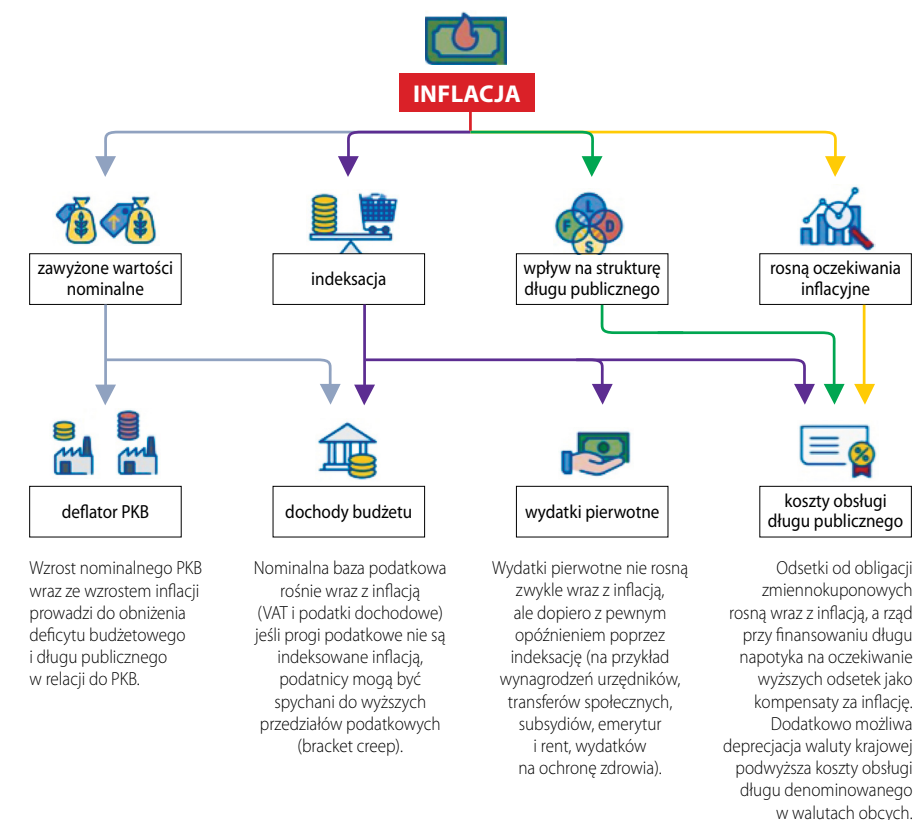 INFLACJA
L
F
D
S
zawyżone wartości
nominalne
indeksacja
wpływ na strukturę
długu publicznego
rosną oczekiwania
inflacyjne
%
deflator PKB
dochody budżetu
wydatki pierwotne
koszty obsługi
długu publicznego
Wzrost nominalnego PKB
wraz ze wzrostem inflacji
prowadzi do obniżenia
deficytu budżetowego
i długu publicznego
w relacji do PKB.
Nominalna baza podatkowa
rośnie wraz z inflacją
(VAT i podatki dochodowe)
jeśli progi podatkowe nie są
indeksowane inflacją,
podatnicy mogą być
spychani do wyższych
przedziałów podatkowych
(bracket creep).
Wydatki pierwotne nie rosną
zwykle wraz z inflacją,
ale dopiero z pewnym
opóźnieniem poprzez
indeksację (na przykład
wynagrodzeń urzędników,
transferów społecznych,
subsydiów, emerytur
i rent, wydatków
na ochronę zdrowia).
Odsetki od obligacji
zmiennokuponowych
rosną wraz z inflacją, a rząd
przy finansowaniu długu
napotyka na oczekiwanie
wyższych odsetek jako
kompensaty za inflację.
Dodatkowo możliwa
deprecjacja waluty krajowej
podwyższa koszty obsługi
długu denominowanego
w walutach obcych.